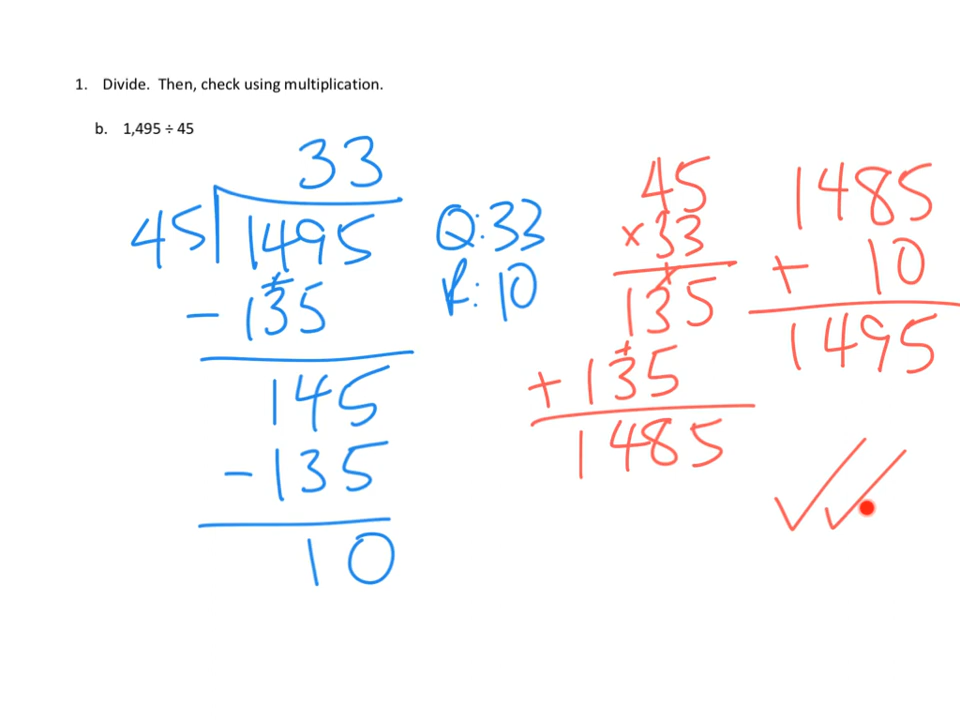 1. Divide. Then, check using multiplication.
b. 1,495 ÷ 45
33
45 1495
- 135
145
- 135
10
Q: 33
R: 10
45
x 33
135
+ 135
1485
1485
+ 10
1495